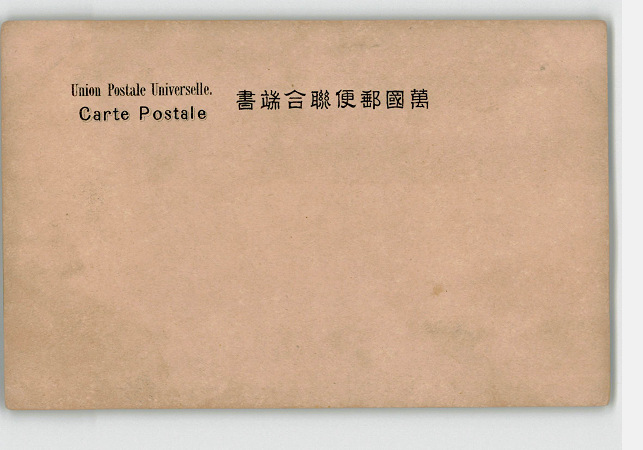 Union Postale Universelle.
Carte Postale
萬國郵便聯合端書